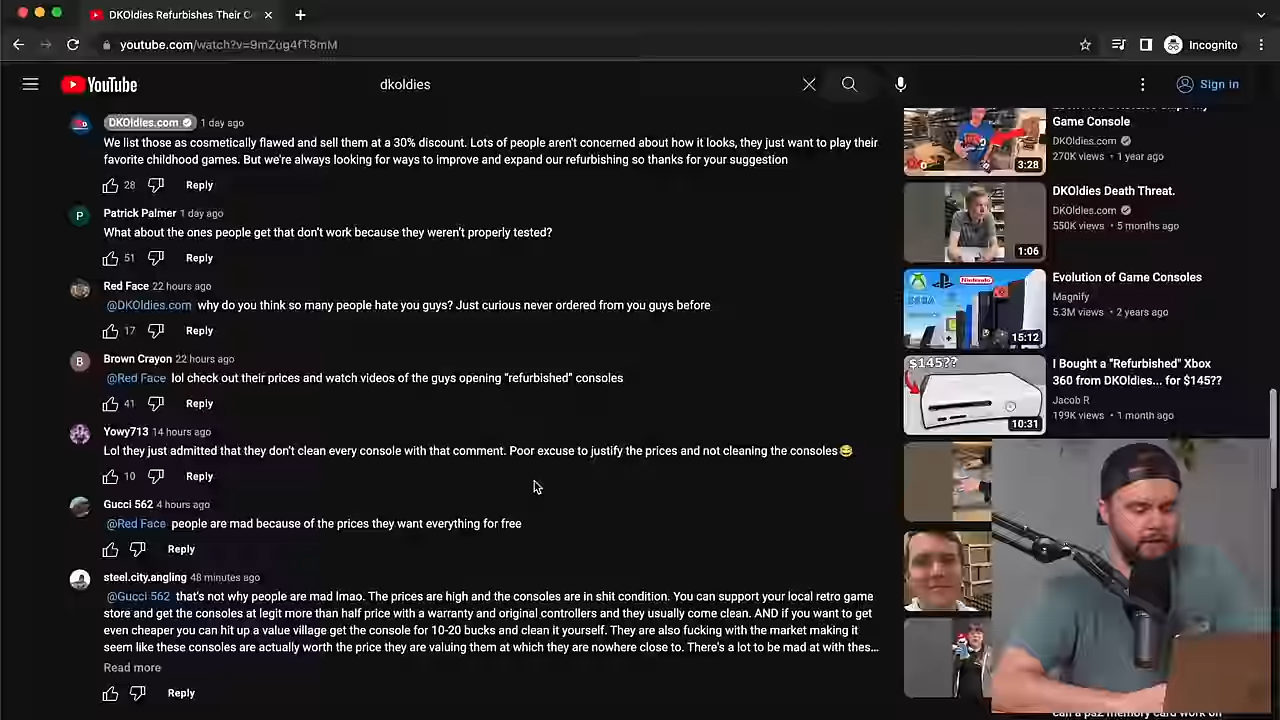 DKOldies Refurbishes Their C
youtube.com/watch?v=9mZug4fT8mM
Incognito
YouTube
dkoldies
Sign in
DKOldies.com 1 day ago
We list those as cosmetically flawed and sell them at a 30% discount. Lots of people aren't concerned about how it looks, they just want to play their
favorite childhood games. But we're always looking for ways to improve and expand our refurbishing so thanks for your suggestion
28 Reply
P
Patrick Palmer 1 day ago
What about the ones people get that don't work because they weren't properly tested?
51 Reply
Red Face 22 hours ago
@DKOldies.com why do you think so many people hate you guys? Just curious never ordered from you guys before
17 Reply
B
Brown Crayon 22 hours ago
@Red Face lol check out their prices and watch videos of the guys opening "refurbished" consoles
41 Reply
Yowy713 14 hours ago
Lol they just admitted that they don't clean every console with that comment. Poor excuse to justify the prices and not cleaning the consoles😂
10 Reply
Gucci 562 4 hours ago
@Red Face people are mad because of the prices they want everything for free
Reply
steel.city.angling 48 minutes ago
@Gucci 562 that's not why people are mad lmao. The prices are high and the consoles are in shit condition. You can support your local retro game
store and get the consoles at legit more than half price with a warranty and original controllers and they usually come clean. AND if you want to get
even cheaper you can hit up a value village get the console for 10-20 bucks and clean it yourself. They are also fucking with the market making it
seem like these consoles are actually worth the price they are valuing them at which they are nowhere close to. There's a lot to be mad at with thes...
Read more
Reply
Game Console
DKOldies.com
270K views • 1 year ago
3:28
DKOldies Death Threat.
DKOldies.com
550K views • 5 months ago
1:06
Evolution of Game Consoles
Magnify
5.3M views • 2 years ago
Nintendo
SEGA
15:12
I Bought a "Refurbished" Xbox
360 from DKOldies... for $145??
Jacob R
199K views • 1 month ago
$145??
10:31
can a ps2 memory card work on